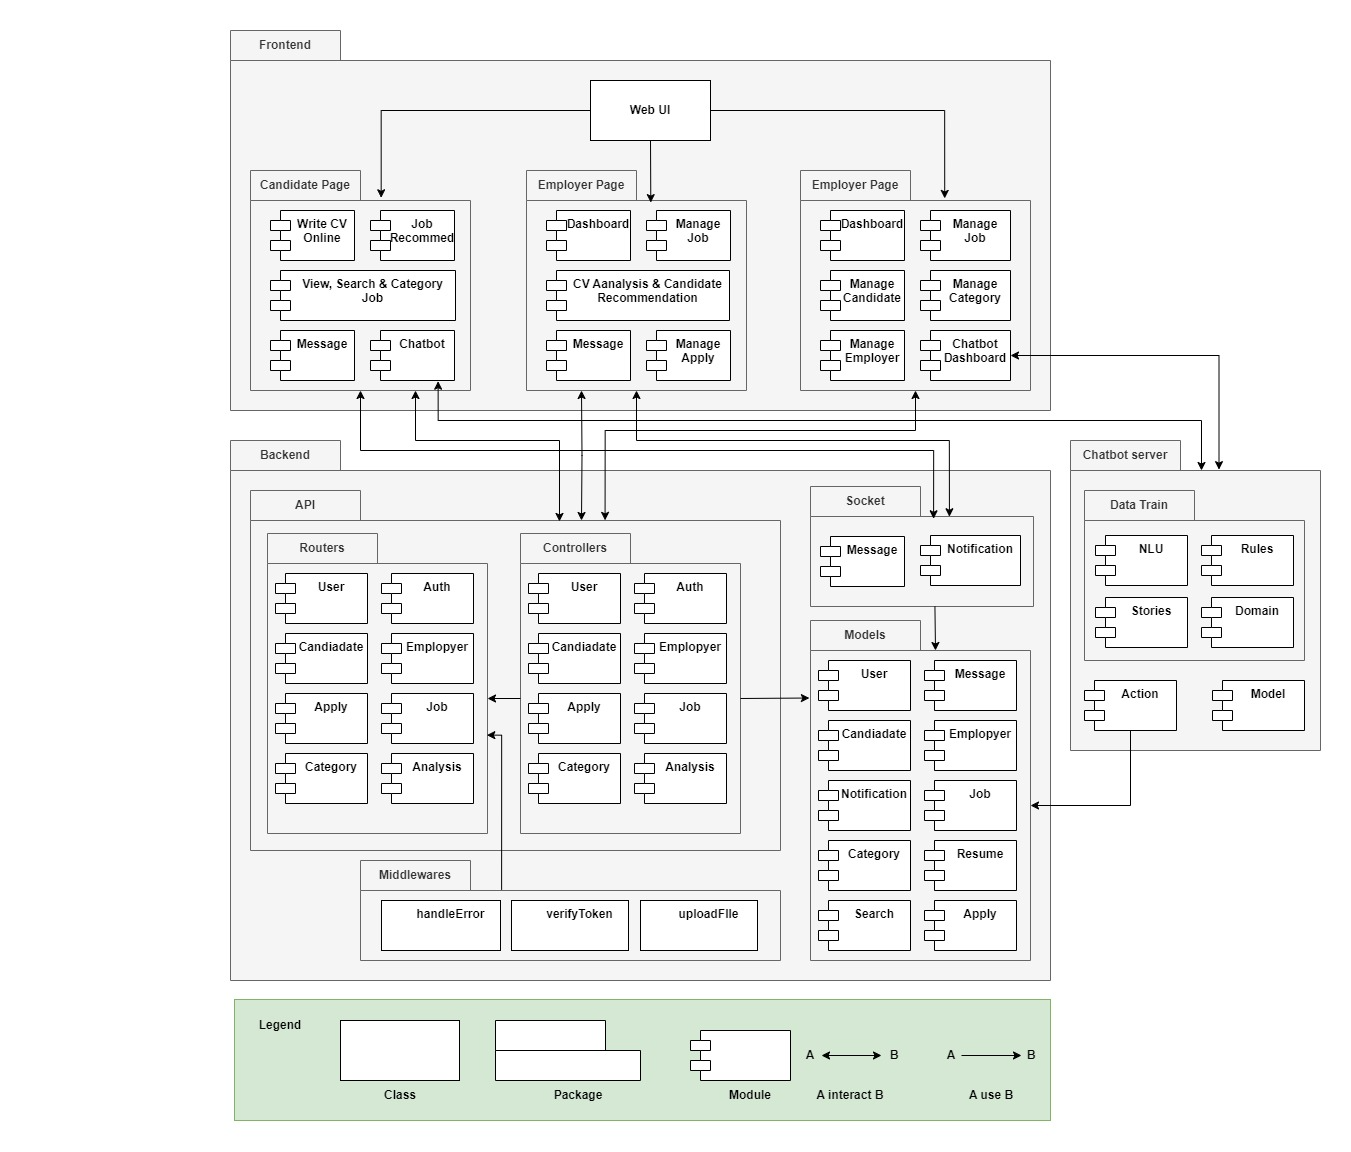 Frontend
Web UI
Candidate Page
Write CV
Online
Job
Recommed
View, Search & Category
Job
Message
Chatbot
Employer Page
Dashboard
Manage
Job
CV Aanalysis & Candidate
Recommendation
Message
Manage
Apply
Employer Page
Dashboard
Manage
Job
Manage
Candidate
Manage
Category
Manage
Employer
Chatbot
Dashboard
Backend
API
Routers
User
Auth
Candiadate
Emplopyer
Apply
Job
Category
Analysis
Controllers
User
Auth
Candiadate
Emplopyer
Apply
Job
Category
Analysis
Middlewares
handleError
verifyToken
uploadFIle
Socket
Message
Notification
Models
User
Message
Candiadate
Emplopyer
Notification
Job
Category
Resume
Search
Apply
Chatbot server
Data Train
NLU
Rules
Stories
Domain
Action
Model
Legend
Class
Package
Module
A
B
A interact B
A
B
A use B